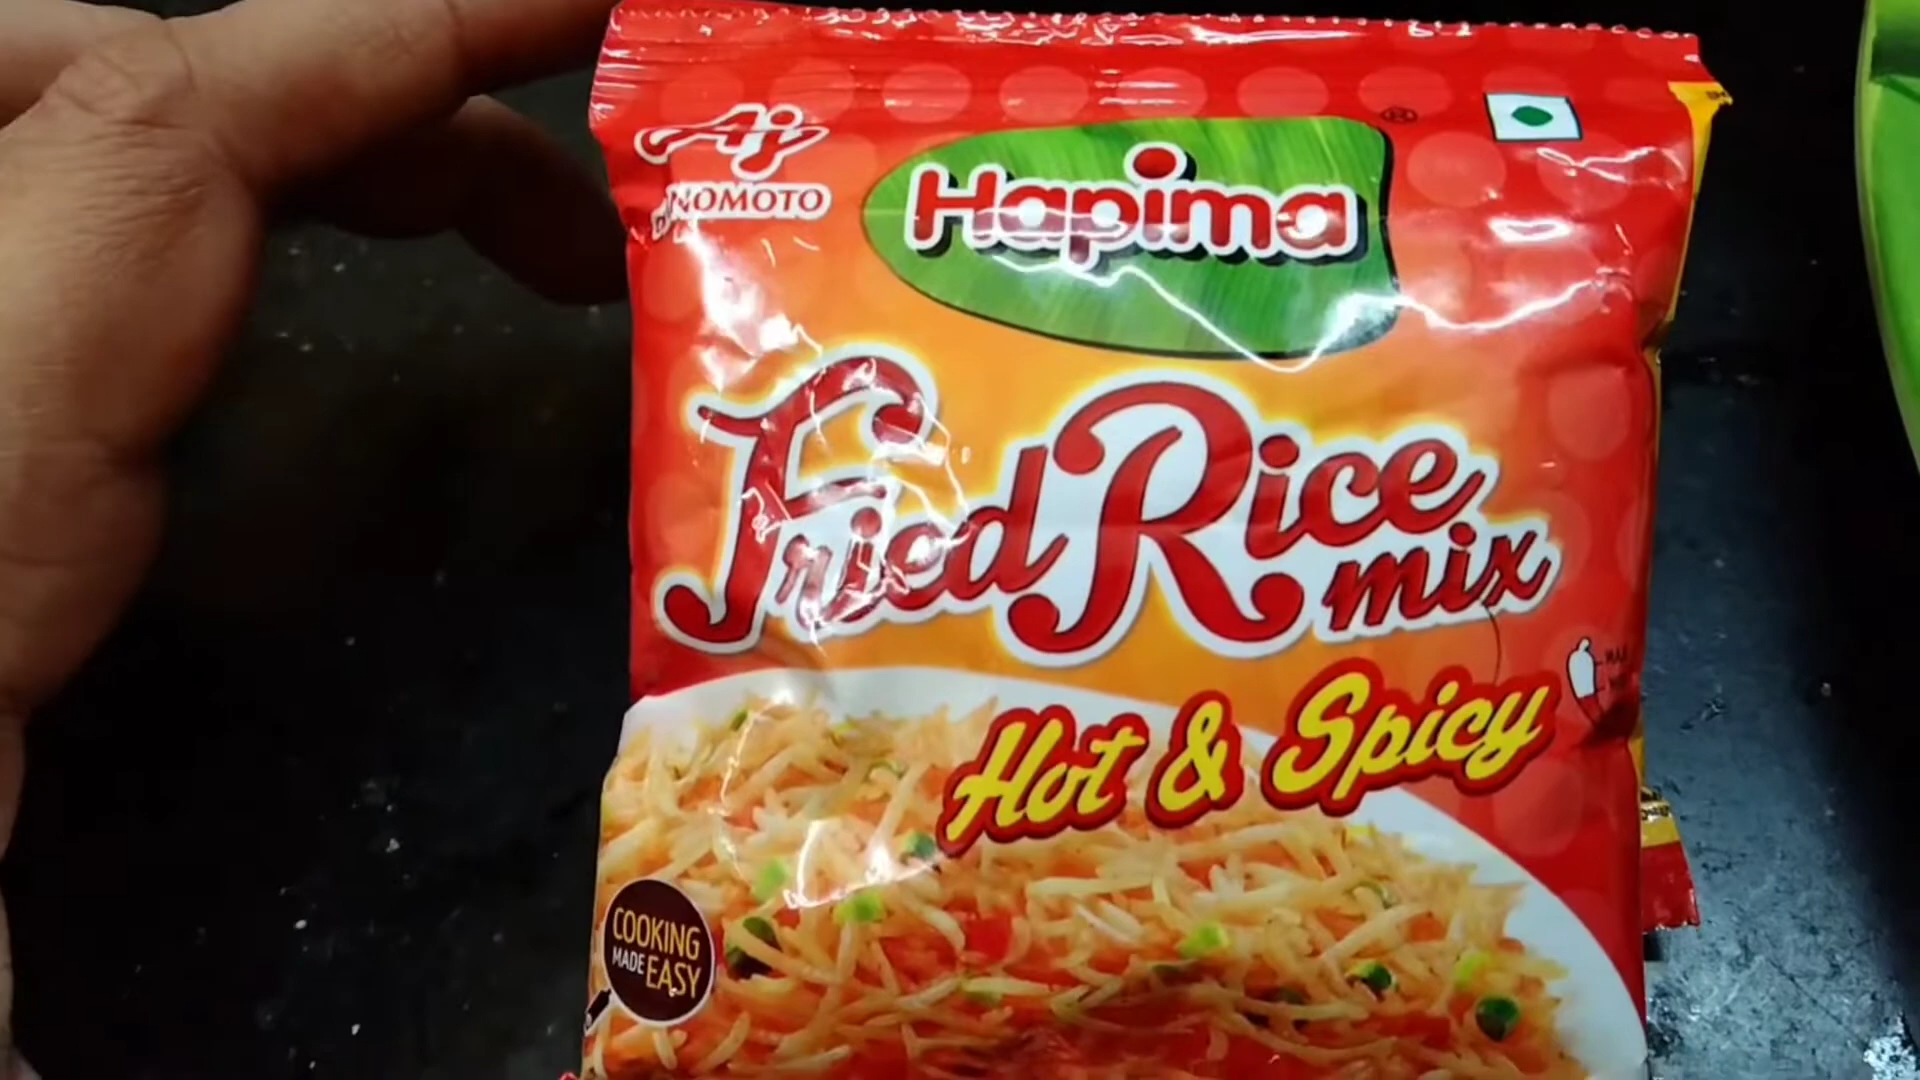 AJINOMOTO
Hapima®
Fried Rice
mix
Hot & Spicy
COOKING
MADE EASY